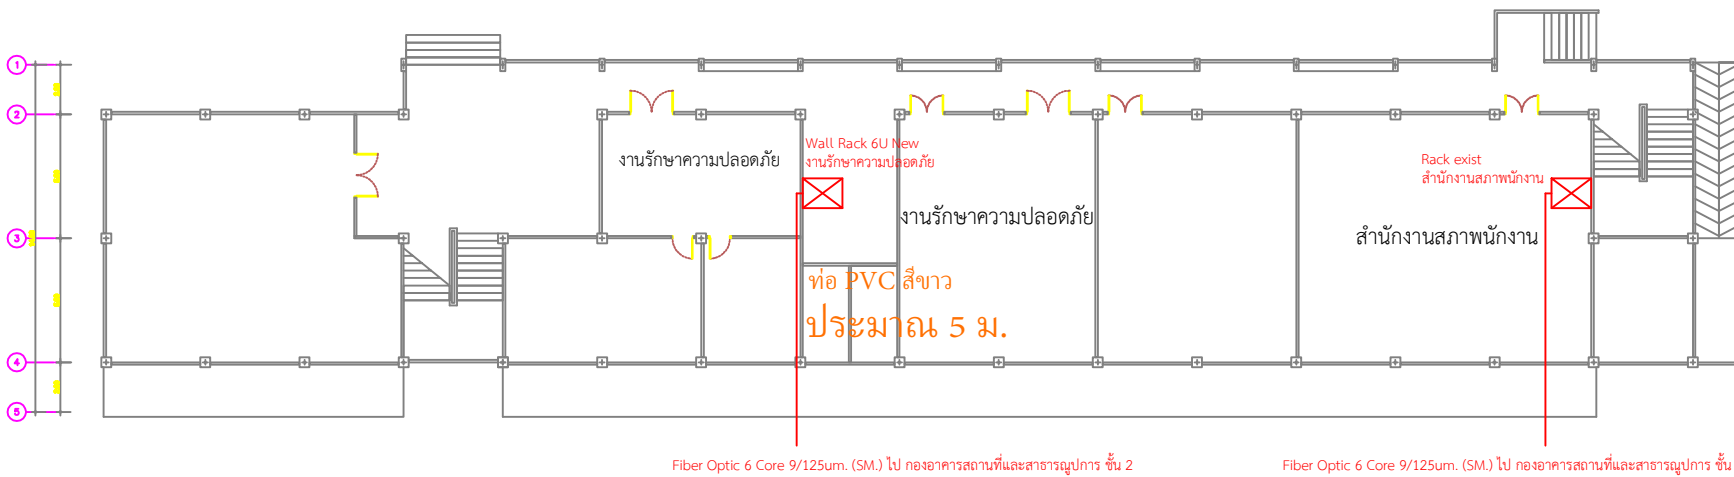 1
2
Wall Rack 6U New
งานรักษาความปลอดภัย
งานรักษาความปลอดภัย
Rack exist
สำนักงานสภาพนักงาน
งานรักษาความปลอดภัย
สำนักงานสภาพนักงาน
3
ท่อ PVC สีขาว
ประมาณ 5 ม.
4
5
Fiber Optic 6 Core 9/125um. (SM.) ไป กองอาคารสถานที่และสาธารณูปการ ชั้น 2
Fiber Optic 6 Core 9/125um. (SM.) ไป กองอาคารสถานที่และสาธารณูปการ ชั้น